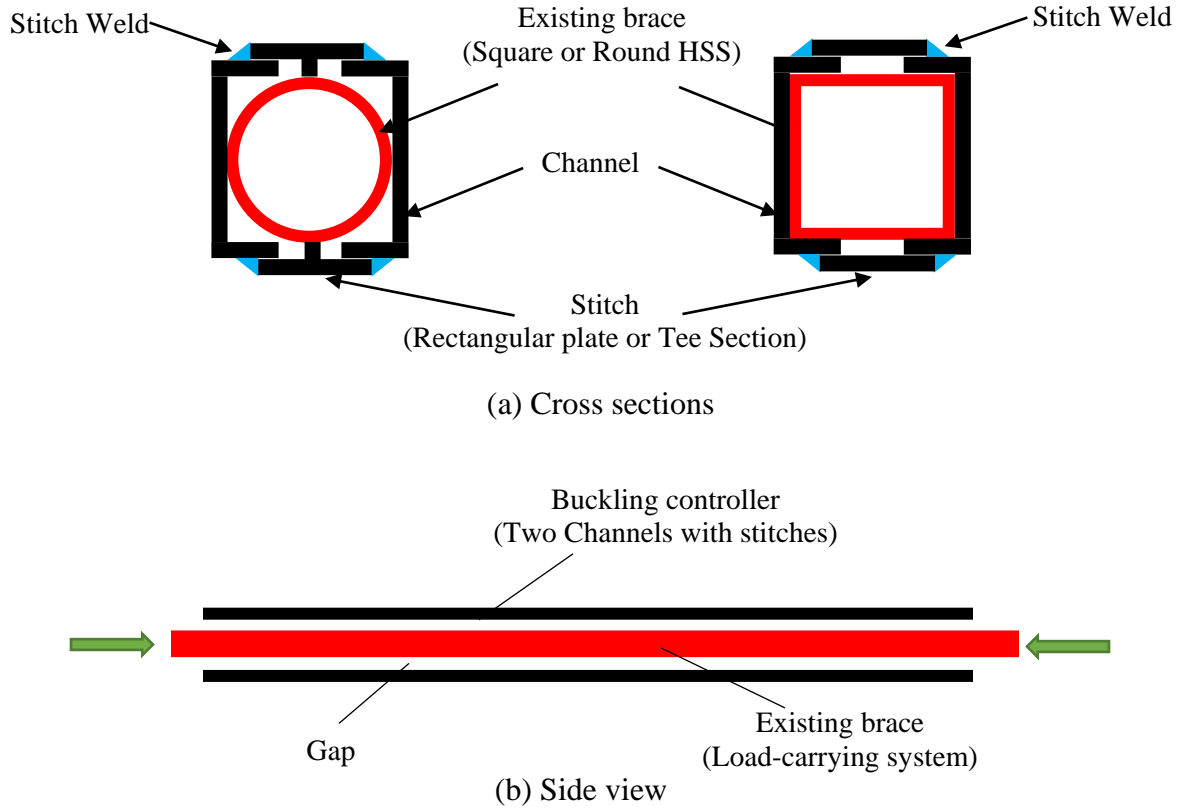 Stitch Weld
Existing brace
(Square or Round HSS)
Stitch Weld
Channel
Stitch
(Rectangular plate or Tee Section)
(a) Cross sections
Buckling controller
(Two Channels with stitches)
Gap
Existing brace
(Load-carrying system)
(b) Side view